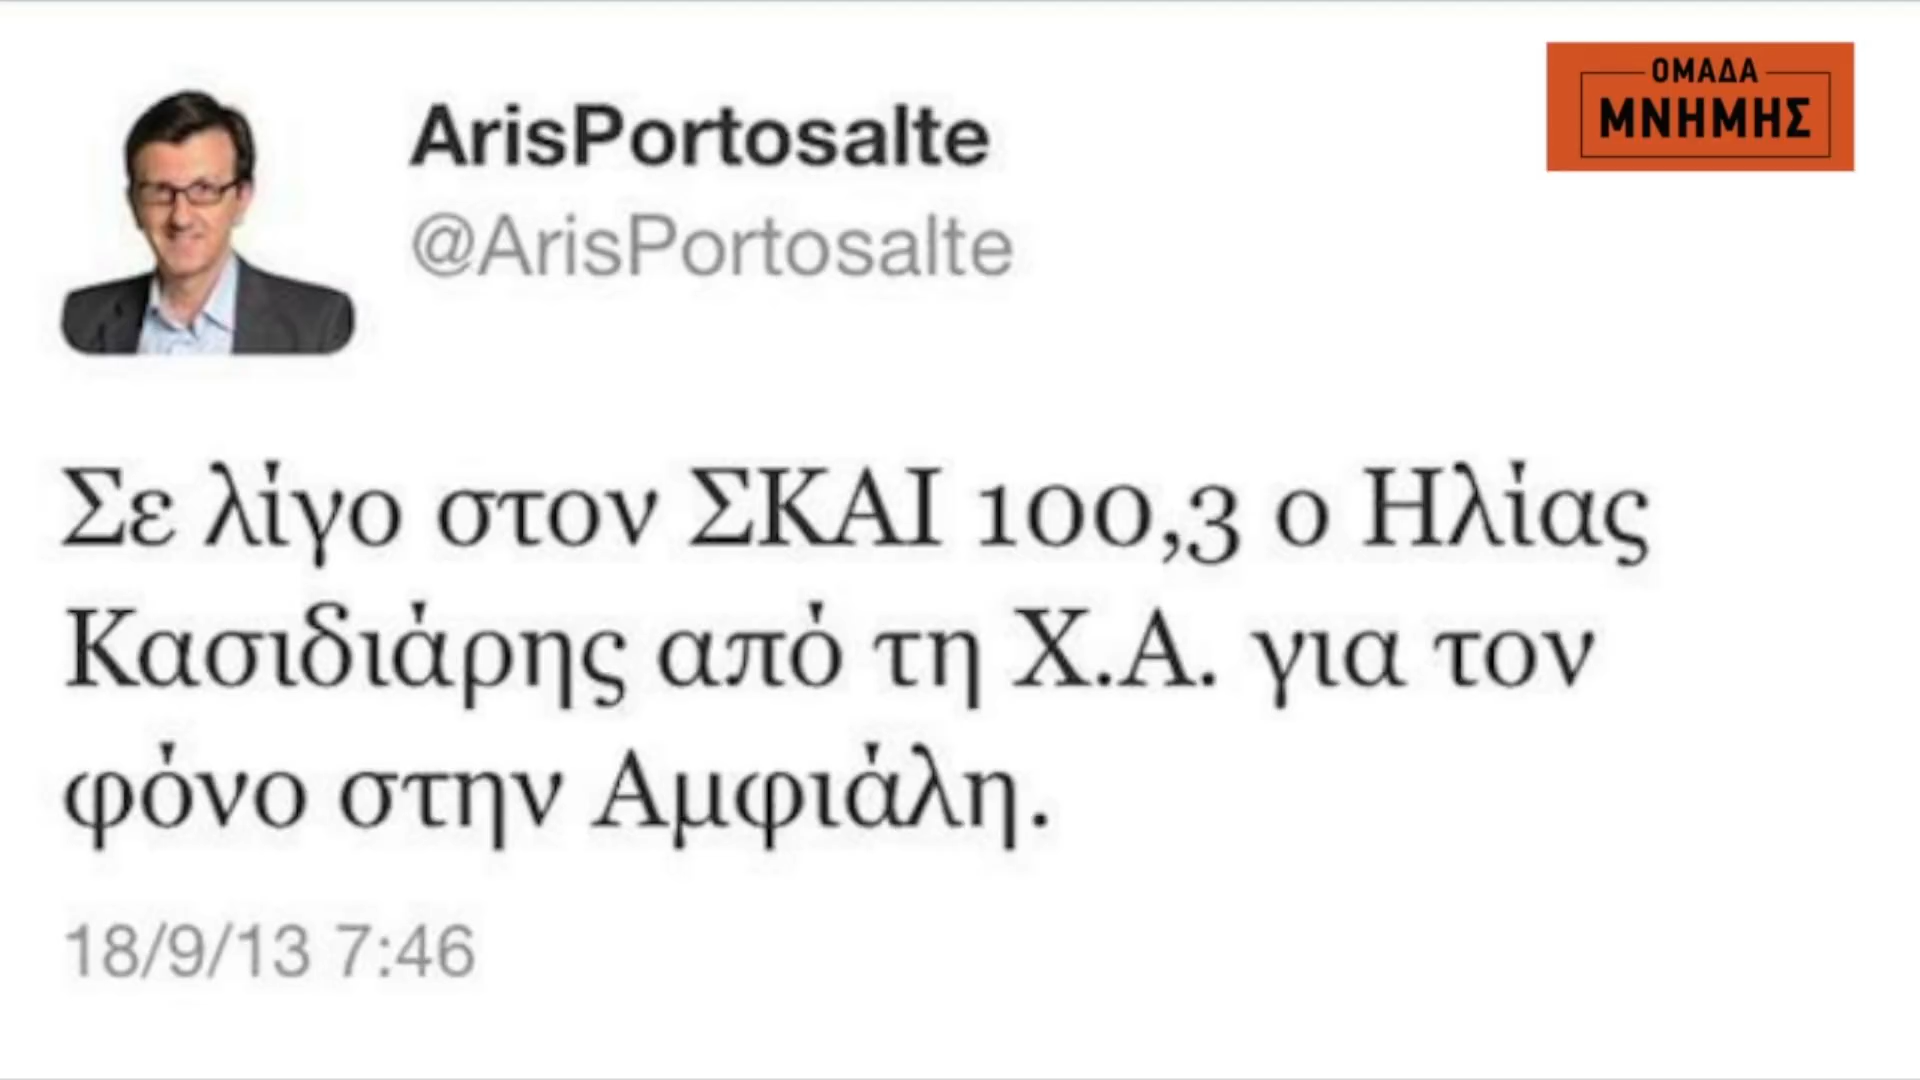 ΟΜΑΔΑ
ΜΝΗΜΗΣ
ArisPortosalte
@ArisPortosalte
Σε λίγο στον ΣΚΑΙ 100,3 ο Ηλίας
Κασιδιάρης από τη Χ.Α. για τον
φόνο στην Αμφιάλη.
18/9/13 7:46